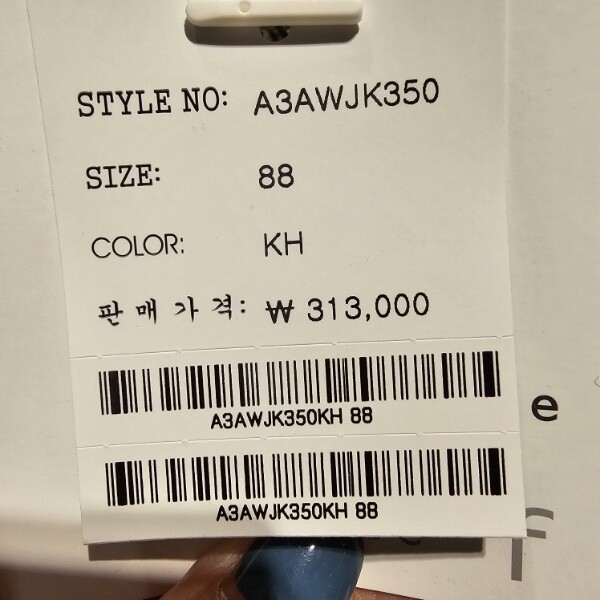 STYLE NO: A3AWJK350
SIZE: 88
COLOR: KH
판매가격: ₩ 313,000
A3AWJK350KH 88
A3AWJK350KH 88
e
f